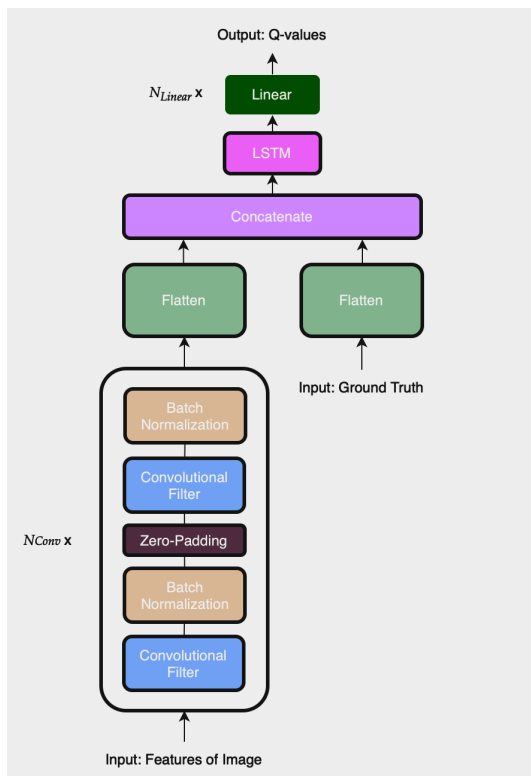 Output: Q-values
N_Linear x
Linear
LSTM
Concatenate
Flatten
Flatten
Input: Ground Truth
Batch
Normalization
Convolutional
Filter
Zero-Padding
N_Conv x
Batch
Normalization
Convolutional
Filter
Input: Features of Image